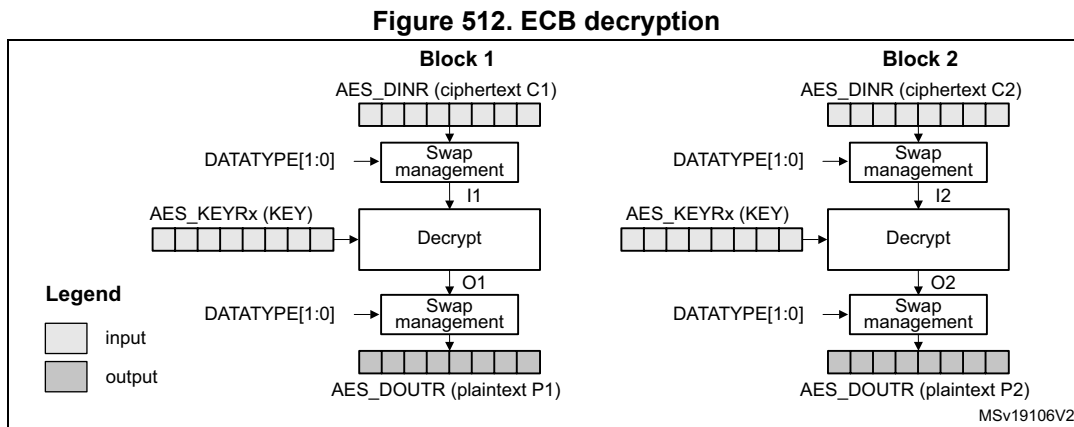 Figure 512. ECB decryption
Block 1
Block 2
AES_DINR (ciphertext C1)
AES_DINR (ciphertext C2)
DATATYPE[1:0]
Swap
management
DATATYPE[1:0]
Swap
management
I1
I2
AES_KEYRx (KEY)
AES_KEYRx (KEY)
Decrypt
Decrypt
O1
O2
Legend
input
output
DATATYPE[1:0]
Swap
management
DATATYPE[1:0]
Swap
management
AES_DOUTR (plaintext P1)
AES_DOUTR (plaintext P2)
MSv19106V2